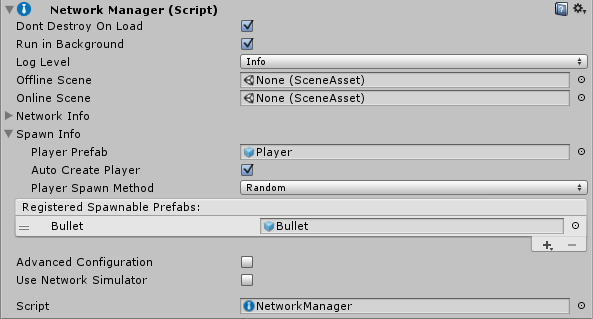 Network Manager (Script)
Dont Destroy On Load
Run in Background
Log Level Info
Offline Scene None (SceneAsset)
Online Scene None (SceneAsset)
Network Info
Spawn Info
Player Prefab Player
Auto Create Player
Player Spawn Method Random
Registered Spawnable Prefabs:
Bullet Bullet
Advanced Configuration
Use Network Simulator
Script NetworkManager